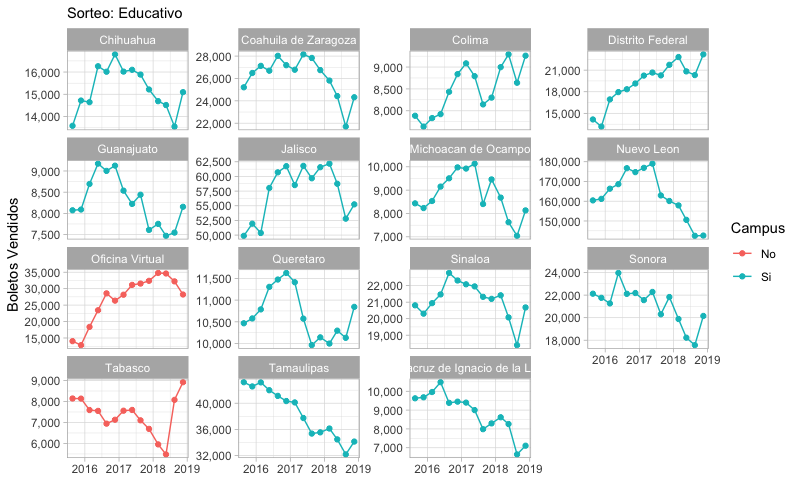 Sorteo: Educativo
Chihuahua
Coahuila de Zaragoza
Colima
Distrito Federal
16,000
15,000
14,000
28,000
26,000
24,000
22,000
9,000
8,500
8,000
21,000
18,000
15,000
Guanajuato
Jalisco
Michoacan de Ocampo
Nuevo Leon
9,000
8,500
8,000
7,500
62,500
60,000
57,500
55,000
52,500
50,000
10,000
9,000
8,000
7,000
180,000
170,000
160,000
150,000
Oficina Virtual
Queretaro
Sinaloa
Sonora
35,000
30,000
25,000
20,000
15,000
11,500
11,000
10,500
10,000
22,000
21,000
20,000
19,000
24,000
22,000
20,000
18,000
2016 2017 2018 2019
Tabasco
Tamaulipas
acruz de Ignacio de la L
9,000
8,000
7,000
6,000
40,000
36,000
32,000
10,000
9,000
8,000
7,000
2016 2017 2018 2019
2016 2017 2018 2019
2016 2017 2018 2019
Boletos Vendidos
Campus
No
Si